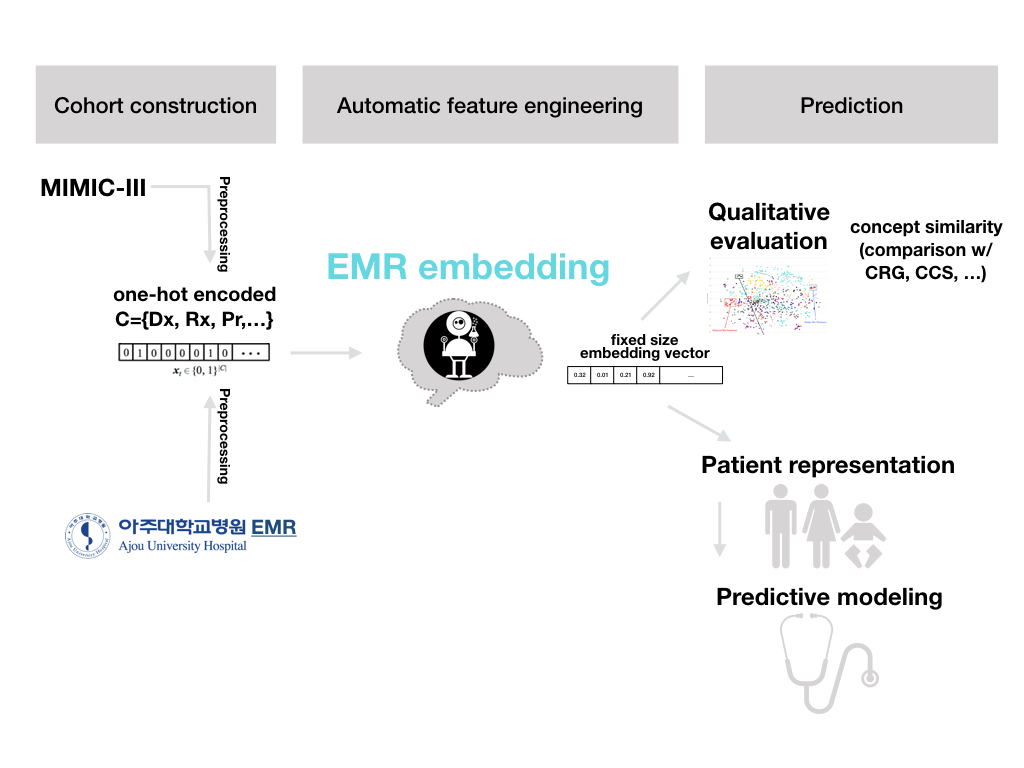 Cohort construction
Automatic feature engineering
Prediction
MIMIC-III
Preprocessing
one-hot encoded
C={Dx, Rx, Pr,…}
0 1 0 0 0 0 1 0 • • •
x_t ∈ {0, 1}^|C|
Preprocessing
아주대학교병원 EMR
Ajou University Hospital
EMR embedding
fixed size
embedding vector
0.32 0.01 0.21 0.92 ....
Qualitative
evaluation
concept similarity
(comparison w/
CRG, CCS, …)
Patient representation
Predictive modeling